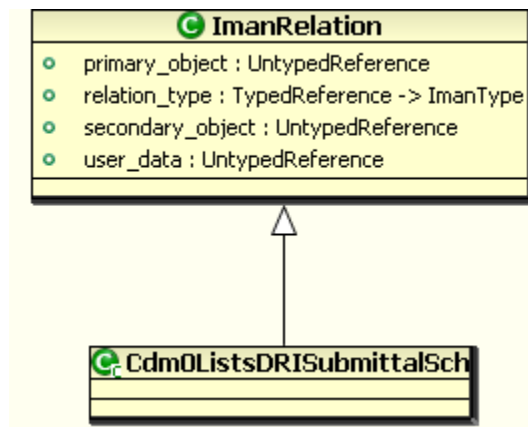 ImanRelation
primary_object : UntypedReference
relation_type : TypedReference -> ImanType
secondary_object : UntypedReference
user_data : UntypedReference
Cdm0ListsDRISubmittalSch